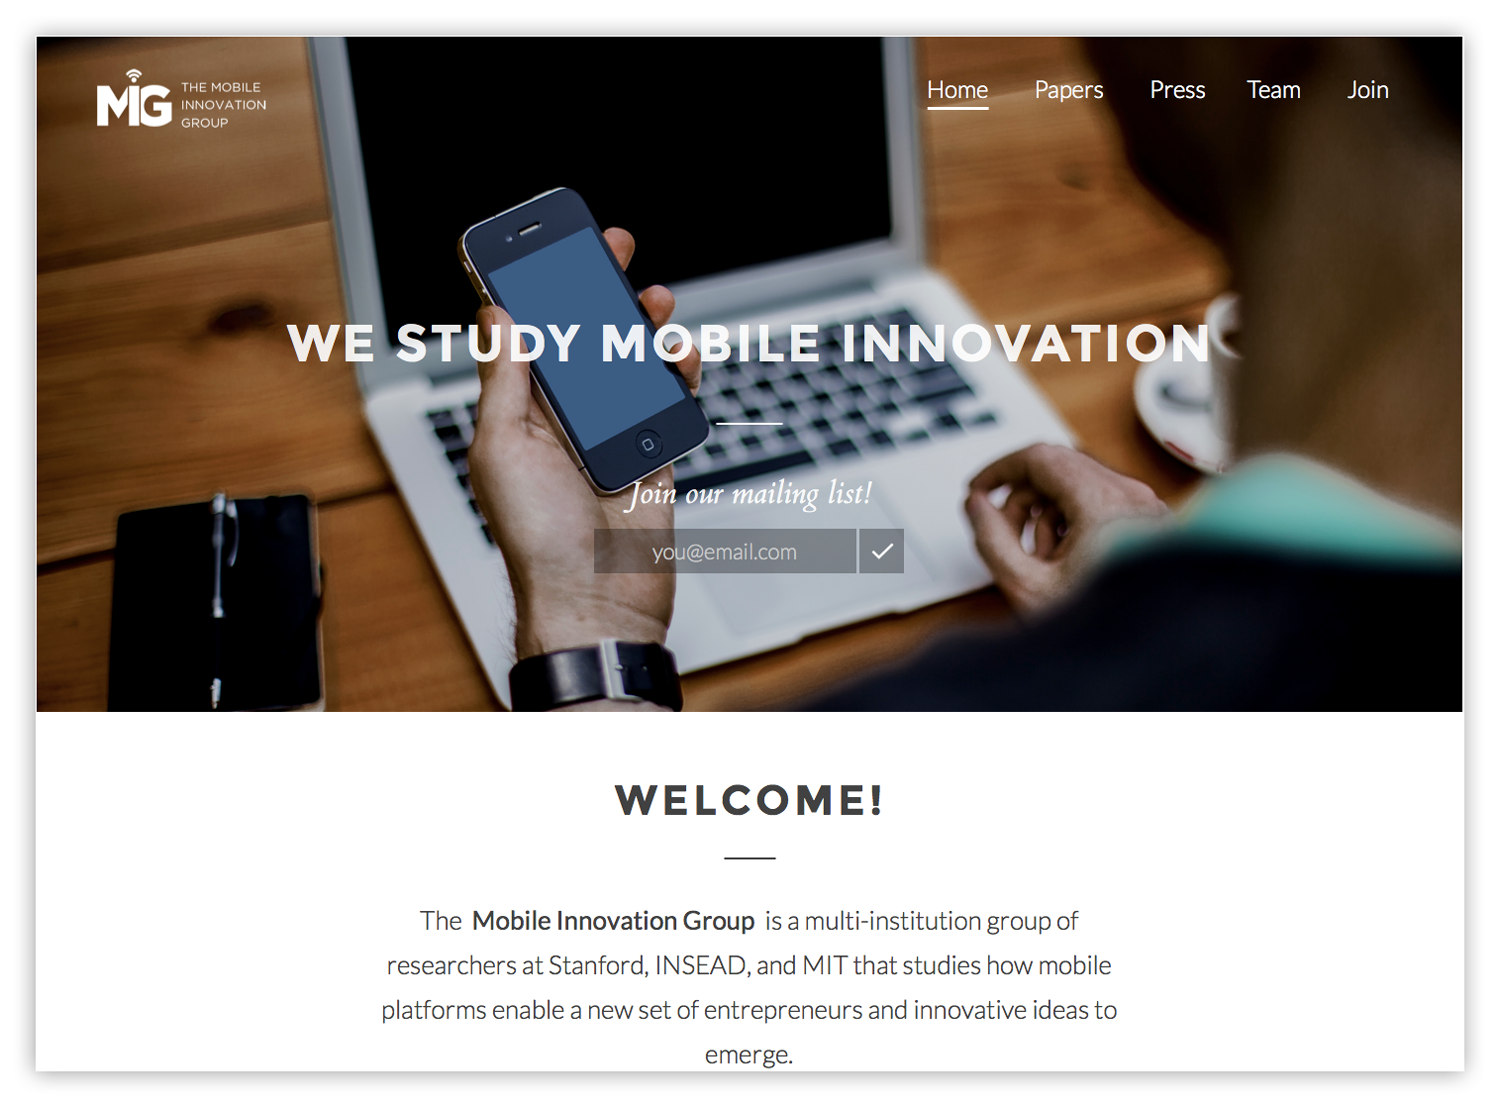 MIG
THE MOBILE
INNOVATION
GROUP
Home Papers Press Team Join
WE STUDY MOBILE INNOVATION
Join our mailing list!
you@email.com
WELCOME!
The Mobile Innovation Group is a multi-institution group of
researchers at Stanford, INSEAD, and MIT that studies how mobile
platforms enable a new set of entrepreneurs and innovative ideas to
emerge.